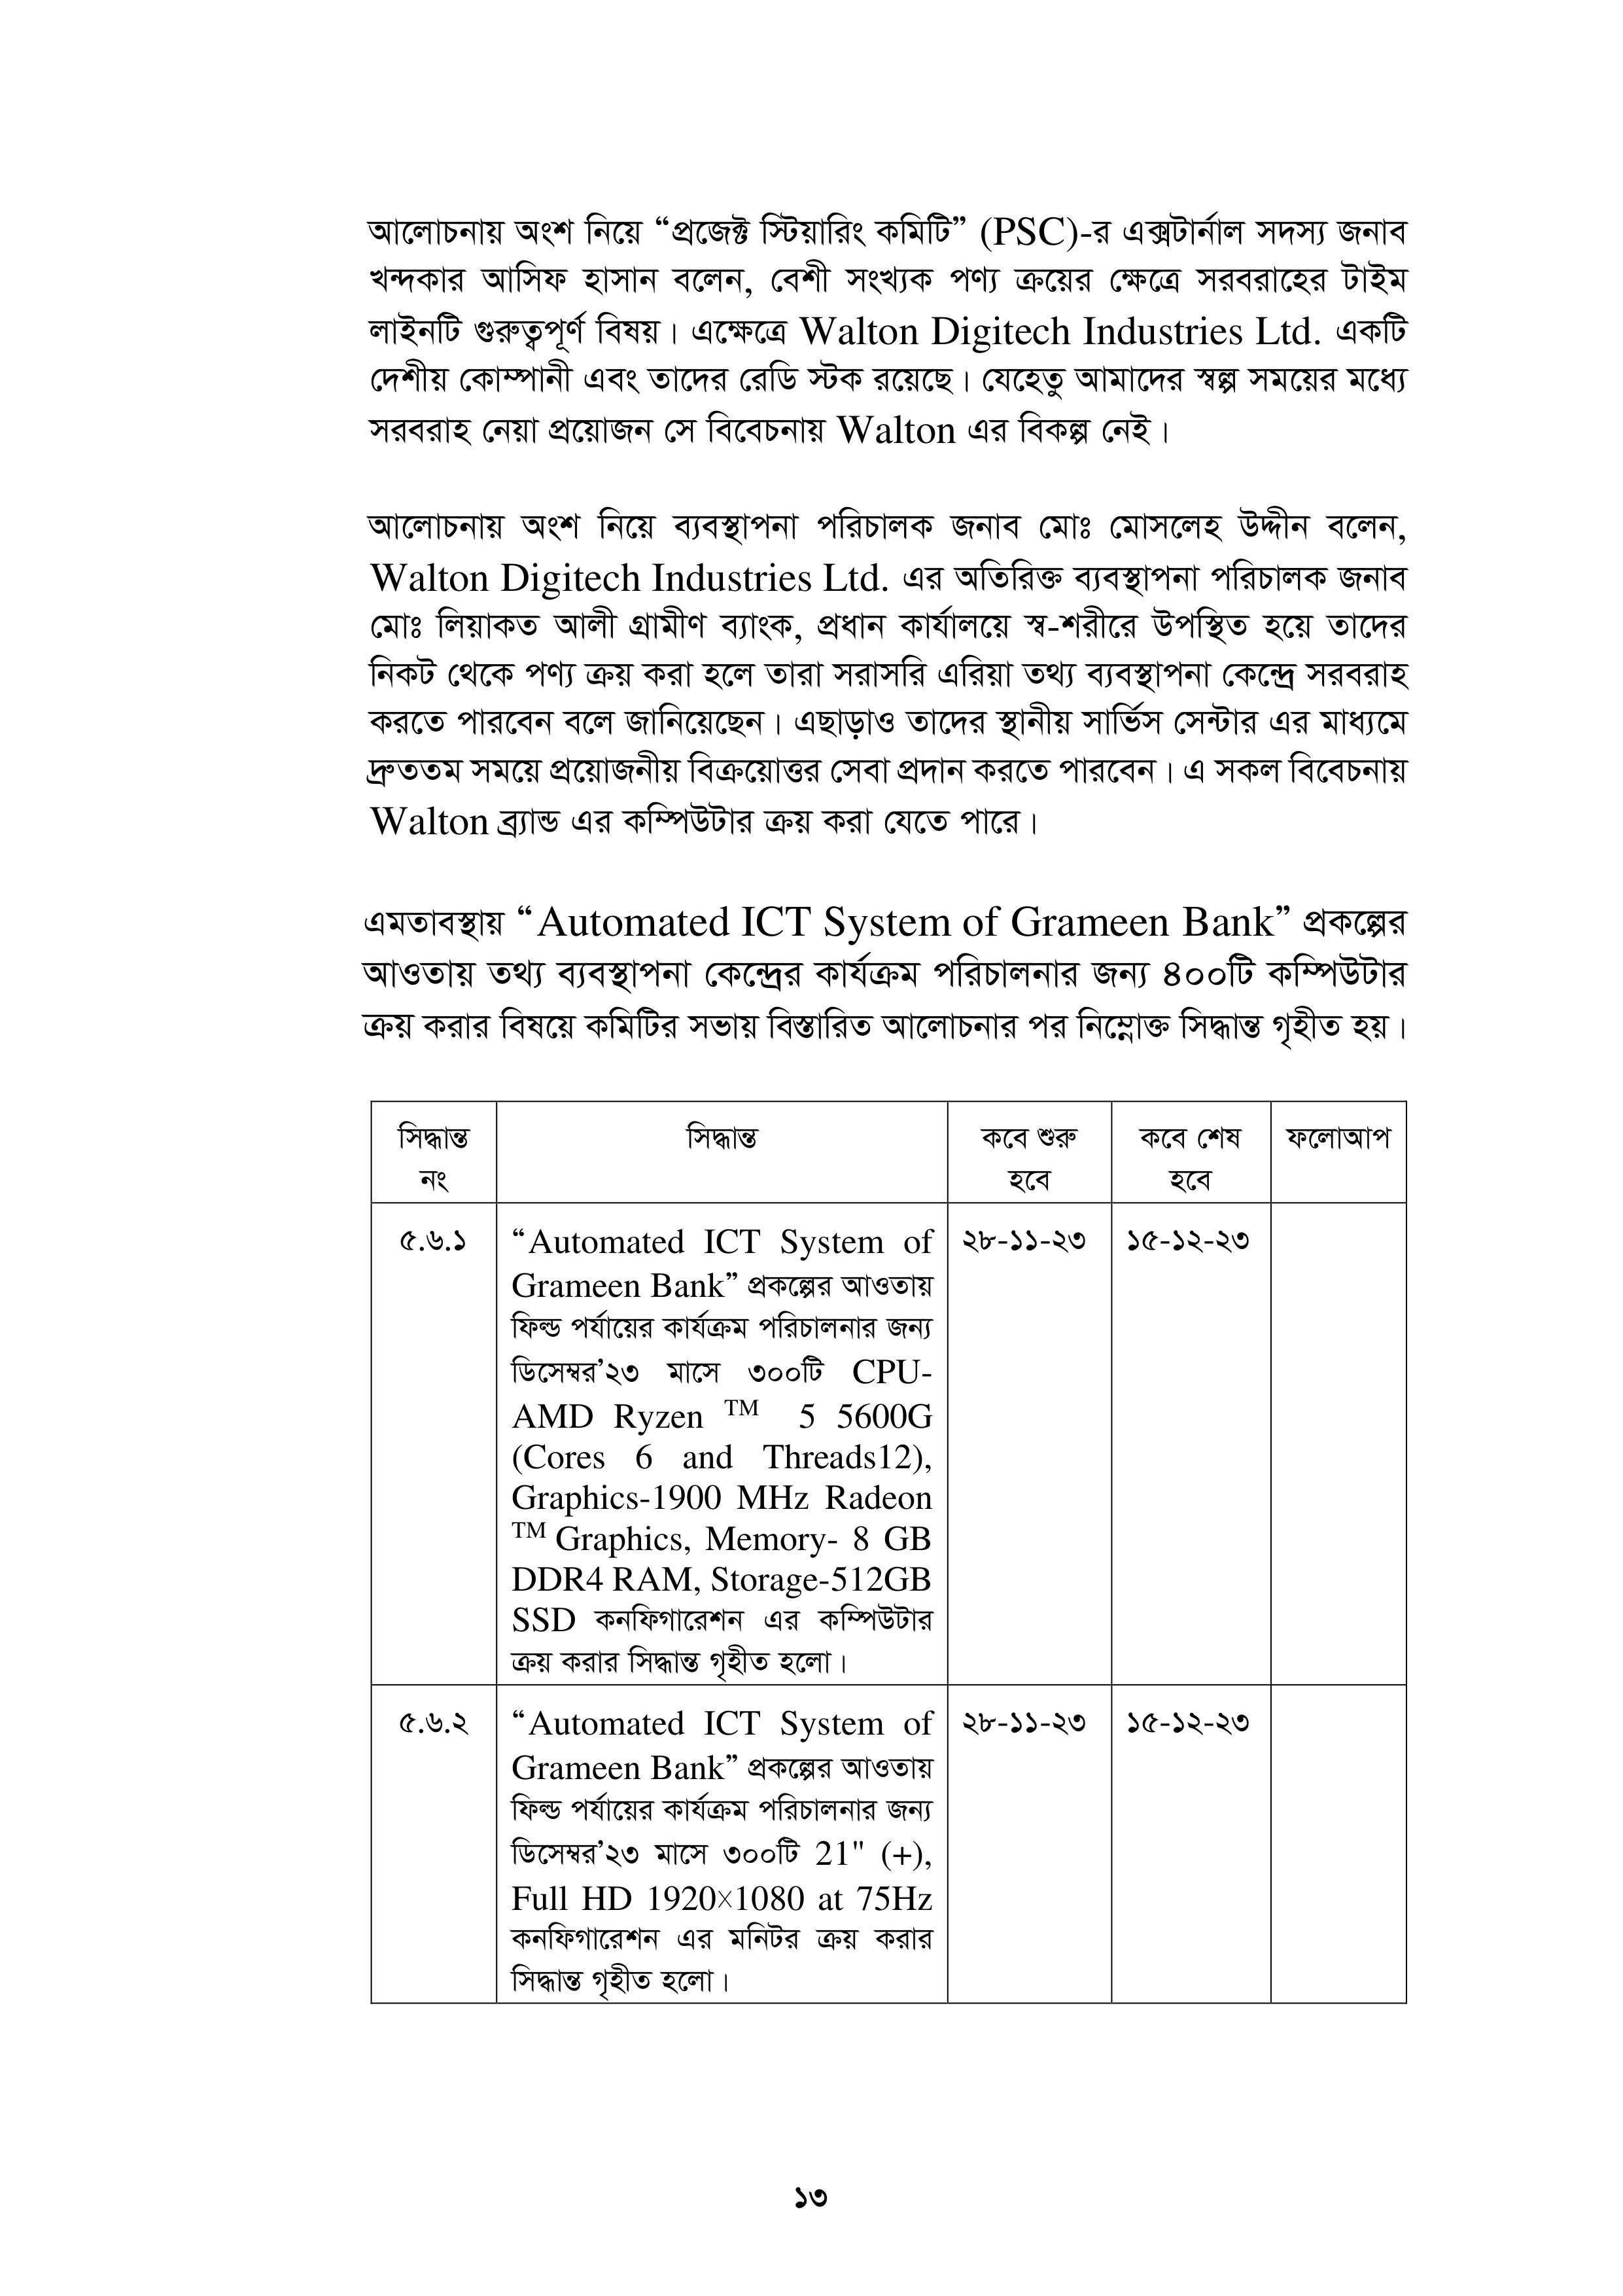 আলোচনায় অংশ নিয়ে “প্রজেক্ট স্টিয়ারিং কমিটি” (PSC)-র এক্সটার্নাল সদস্য জনাব
খন্দকার আসিফ হাসান বলেন, বেশী সংখ্যক পণ্য ক্রয়ের ক্ষেত্রে সরবরাহের টাইম
লাইনটি গুরুত্বপূর্ণ বিষয়। এক্ষেত্রে Walton Digitech Industries Ltd. একটি
দেশীয় কোম্পানী এবং তাদের রেডি স্টক রয়েছে। যেহেতু আমাদের স্বল্প সময়ের মধ্যে
সরবরাহ নেয়া প্রয়োজন সে বিবেচনায় Walton এর বিকল্প নেই।
আলোচনায় অংশ নিয়ে ব্যবস্থাপনা পরিচালক জনাব মোঃ মোসলেহ উদ্দীন বলেন,
Walton Digitech Industries Ltd. এর অতিরিক্ত ব্যবস্থাপনা পরিচালক জনাব
মোঃ লিয়াকত আলী গ্রামীণ ব্যাংক, প্রধান কার্যালয়ে স্ব-শরীরে উপস্থিত হয়ে তাদের
নিকট থেকে পণ্য ক্রয় করা হলে তারা সরাসরি এরিয়া তথ্য ব্যবস্থাপনা কেন্দ্রে সরবরাহ
করতে পারবেন বলে জানিয়েছেন। এছাড়াও তাদের স্থানীয় সার্ভিস সেন্টার এর মাধ্যমে
দ্রুততম সময়ে প্রয়োজনীয় বিক্রয়োত্তর সেবা প্রদান করতে পারবেন। এ সকল বিবেচনায়
Walton ব্র্যান্ড এর কম্পিউটার ক্রয় করা যেতে পারে।
এমতাবস্থায় “Automated ICT System of Grameen Bank” প্রকল্পের
আওতায় তথ্য ব্যবস্থাপনা কেন্দ্রের কার্যক্রম পরিচালনার জন্য ৪০০টি কম্পিউটার
ক্রয় করার বিষয়ে কমিটির সভায় বিস্তারিত আলোচনার পর নিম্নোক্ত সিদ্ধান্ত গৃহীত হয়।
সিদ্ধান্ত
নং
সিদ্ধান্ত
কবে শুরু
হবে
কবে শেষ
হবে
ফলোআপ
৫.৬.১
“Automated ICT System of
Grameen Bank” প্রকল্পের আওতায়
ফিল্ড পর্যায়ের কার্যক্রম পরিচালনার জন্য
ডিসেম্বর’২৩ মাসে ৩০০টি CPU-
AMD Ryzen TM 5 5600G
(Cores 6 and Threads12),
Graphics-1900 MHz Radeon
TM Graphics, Memory- 8 GB
DDR4 RAM, Storage-512GB
SSD কনফিগারেশন এর কম্পিউটার
ক্রয় করার সিদ্ধান্ত গৃহীত হলো।
২৮-১১-২৩
১৫-১২-২৩
৫.৬.২
“Automated ICT System of
Grameen Bank” প্রকল্পের আওতায়
ফিল্ড পর্যায়ের কার্যক্রম পরিচালনার জন্য
ডিসেম্বর’২৩ মাসে ৩০০টি 21" (+),
Full HD 1920×1080 at 75Hz
কনফিগারেশন এর মনিটর ক্রয় করার
সিদ্ধান্ত গৃহীত হলো।
২৮-১১-২৩
১৫-১২-২৩
১৩